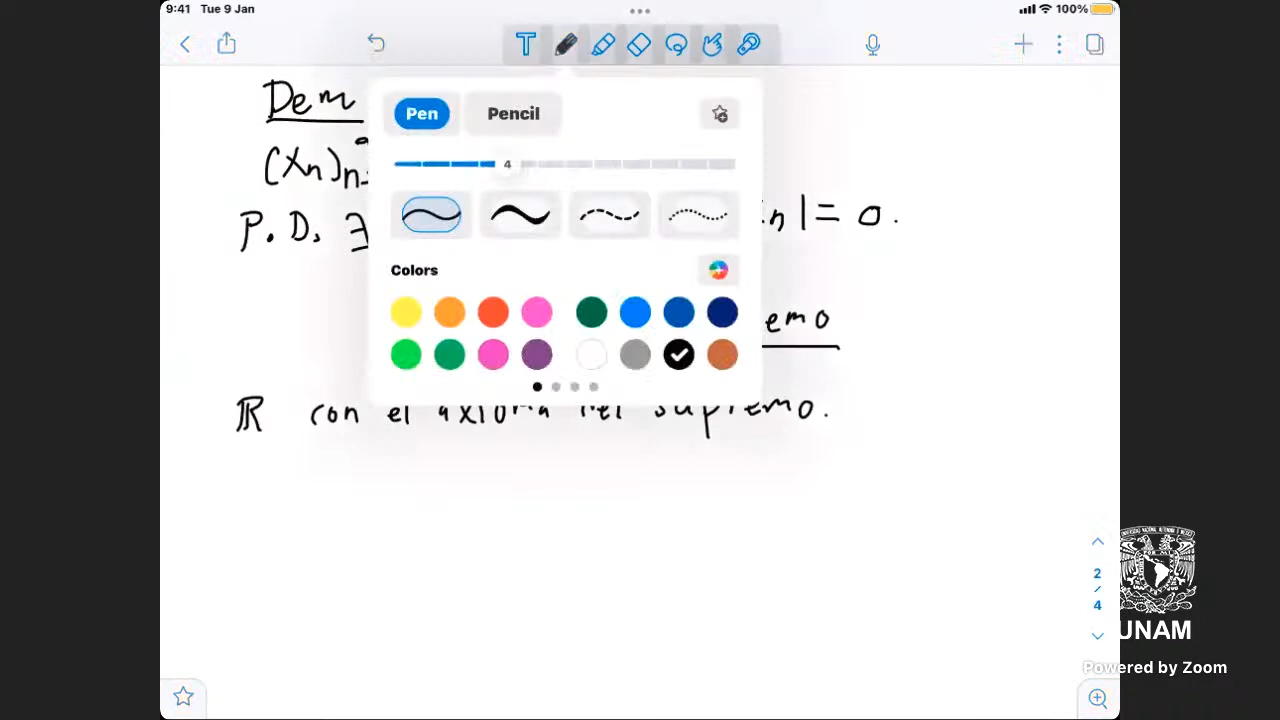 9:41 Tue 9 Jan
100%
T
Dem
Pen Pencil
(Xn)n
4
P.D. ∃
n|= 0.
Colors
emo
ℝ con el axioma del supremo.
2
4
UNAM
Powered by Zoom